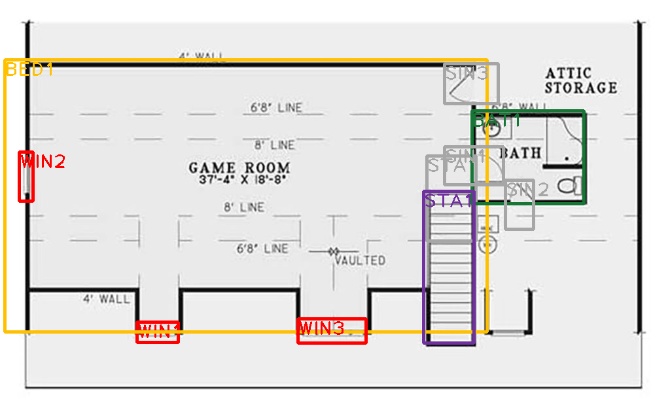 4' WALL
BED1
SIN3
ATTIC
STORAGE
6'8" LINE
6'8" WALL
BAT1
8' LINE
WIN2
GAME ROOM
37'-4" X 18'-8"
SIN1
BATH
STA
SIN2
STA1
8' LINE
6'8" LINE
VAULTED
4' WALL
WIN1
WIN3